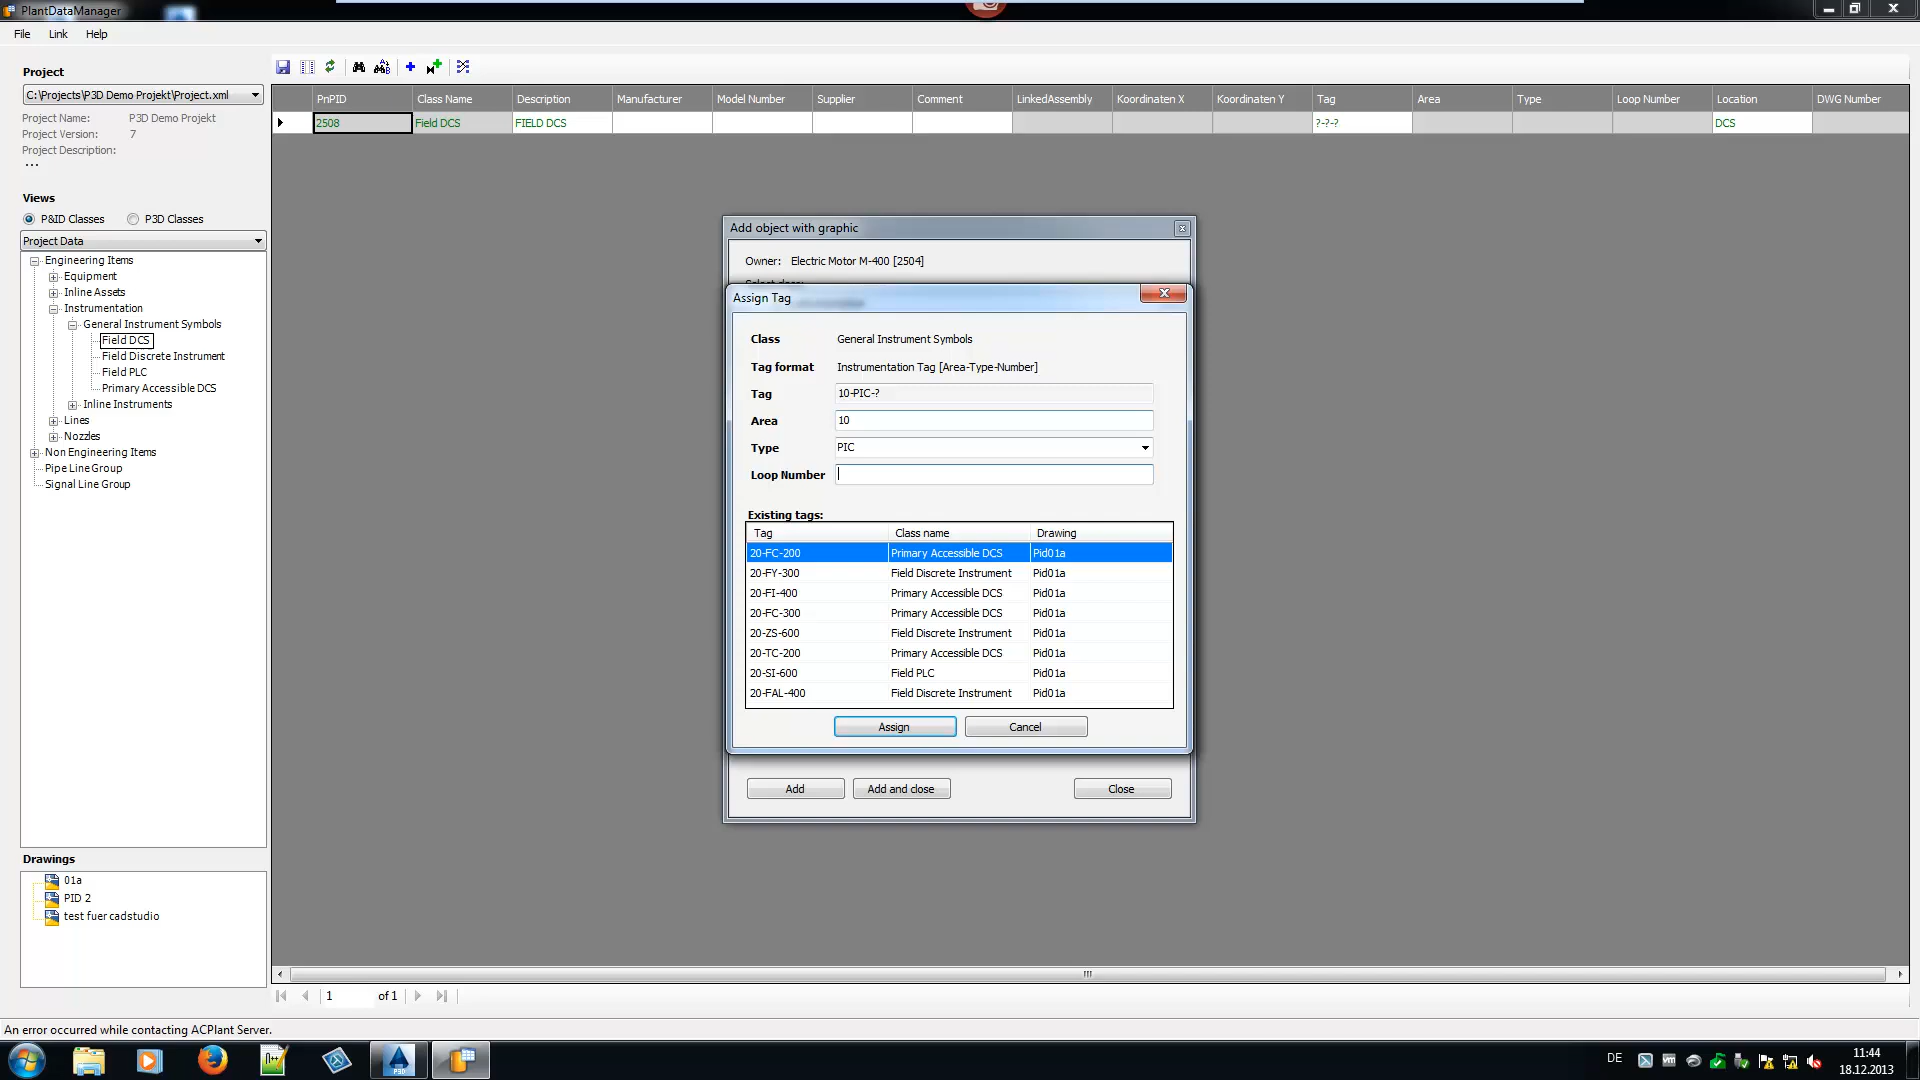 PlantDataManager
File Link Help
Project
C:\Projects\P3D Demo Projekt\Project.xml
Project Name: P3D Demo Projekt
Project Version: 7
Project Description:
...
Views
P&ID Classes P3D Classes
Project Data
Engineering Items
Equipment
Inline Assets
Instrumentation
General Instrument Symbols
Field DCS
Field Discrete Instrument
Field PLC
Primary Accessible DCS
Inline Instruments
Lines
Nozzles
Non Engineering Items
Pipe Line Group
Signal Line Group
Drawings
01a
PID 2
test fuer cadstudio
PnPID Class Name Description Manufacturer Model Number Supplier Comment LinkedAssembly Koordinaten X Koordinaten Y Tag Area Type Loop Number Location DWG Number
2508 Field DCS FIELD DCS ?-?-? DCS
Add object with graphic
Owner: Electric Motor M-400 [2504]
Assign Tag
Class General Instrument Symbols
Tag format Instrumentation Tag [Area-Type-Number]
Tag 10-PIC-?
Area 10
Type PIC
Loop Number
Existing tags:
Tag Class name Drawing
20-FC-200 Primary Accessible DCS Pid01a
20-FY-300 Field Discrete Instrument Pid01a
20-FI-400 Primary Accessible DCS Pid01a
20-FC-300 Primary Accessible DCS Pid01a
20-ZS-600 Field Discrete Instrument Pid01a
20-TC-200 Primary Accessible DCS Pid01a
20-SI-600 Field PLC Pid01a
20-FAL-400 Field Discrete Instrument Pid01a
Assign Cancel
Add Add and close Close
1 of 1
An error occurred while contacting ACPlant Server.
DE
11:44
18.12.2013